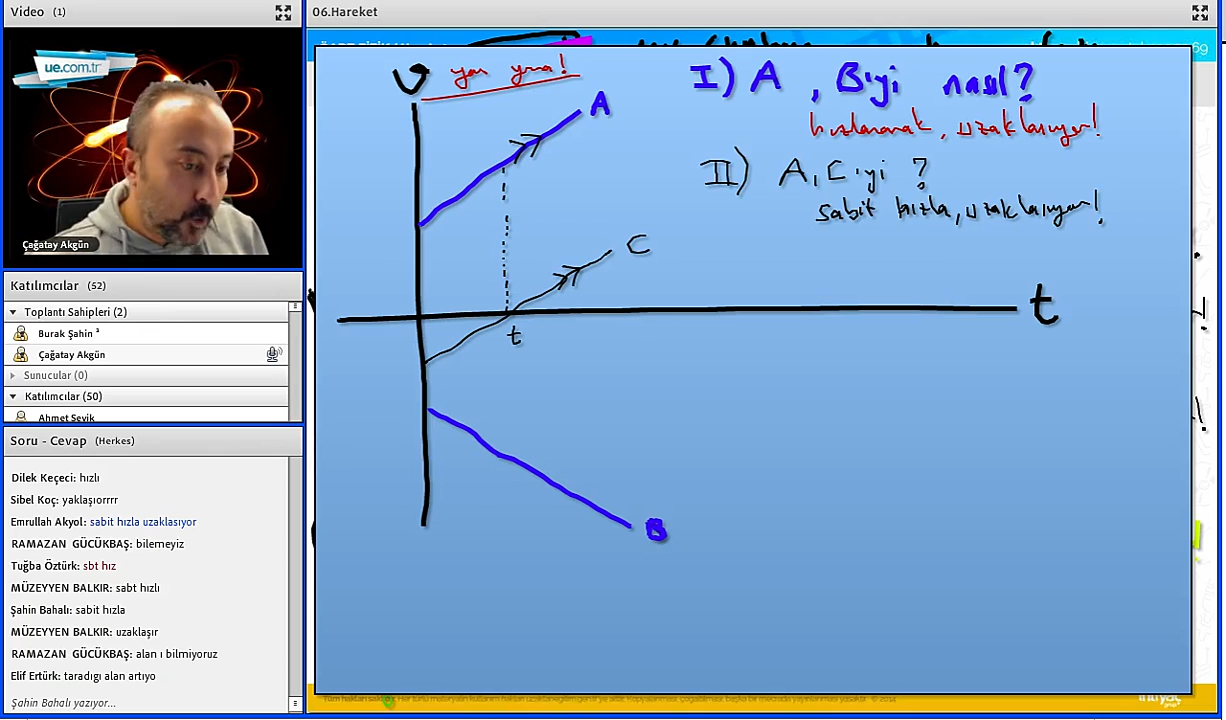 Video (1)
06.Hareket
ue.com.tr
69
Çağatay Akgün
Katılımcılar (52)
Toplantı Sahipleri (2)
Burak Şahin ³
Çağatay Akgün
Sunucular (0)
Katılımcılar (50)
Ahmet Sevik
Soru - Cevap (Herkes)
Dilek Keçeci: hızlı
Sibel Koç: yaklaşıorrrr
Emrullah Akyol: sabit hızla uzaklasıyo
RAMAZAN GÜCÜKBAŞ: bilemeyiz
Tuğba Öztürk: sbt hız
MÜZEYYEN BALKIR: sabt hızlı
Şahin Bahalı: sabit hızla
MÜZEYYEN BALKIR: uzaklaşır
RAMAZAN GÜCÜKBAŞ: alan ı bilmiyoruz
Elif Ertürk: taradıgı alan artıyo
Şahin Bahalı yazıyor...
yan yana!
A
I) A, B'yi nasıl?
hızlanarak, uzaklaşıyor!
II) A, C'yi ?
sabit hızla, uzaklaşıyor!
C
t
t
B